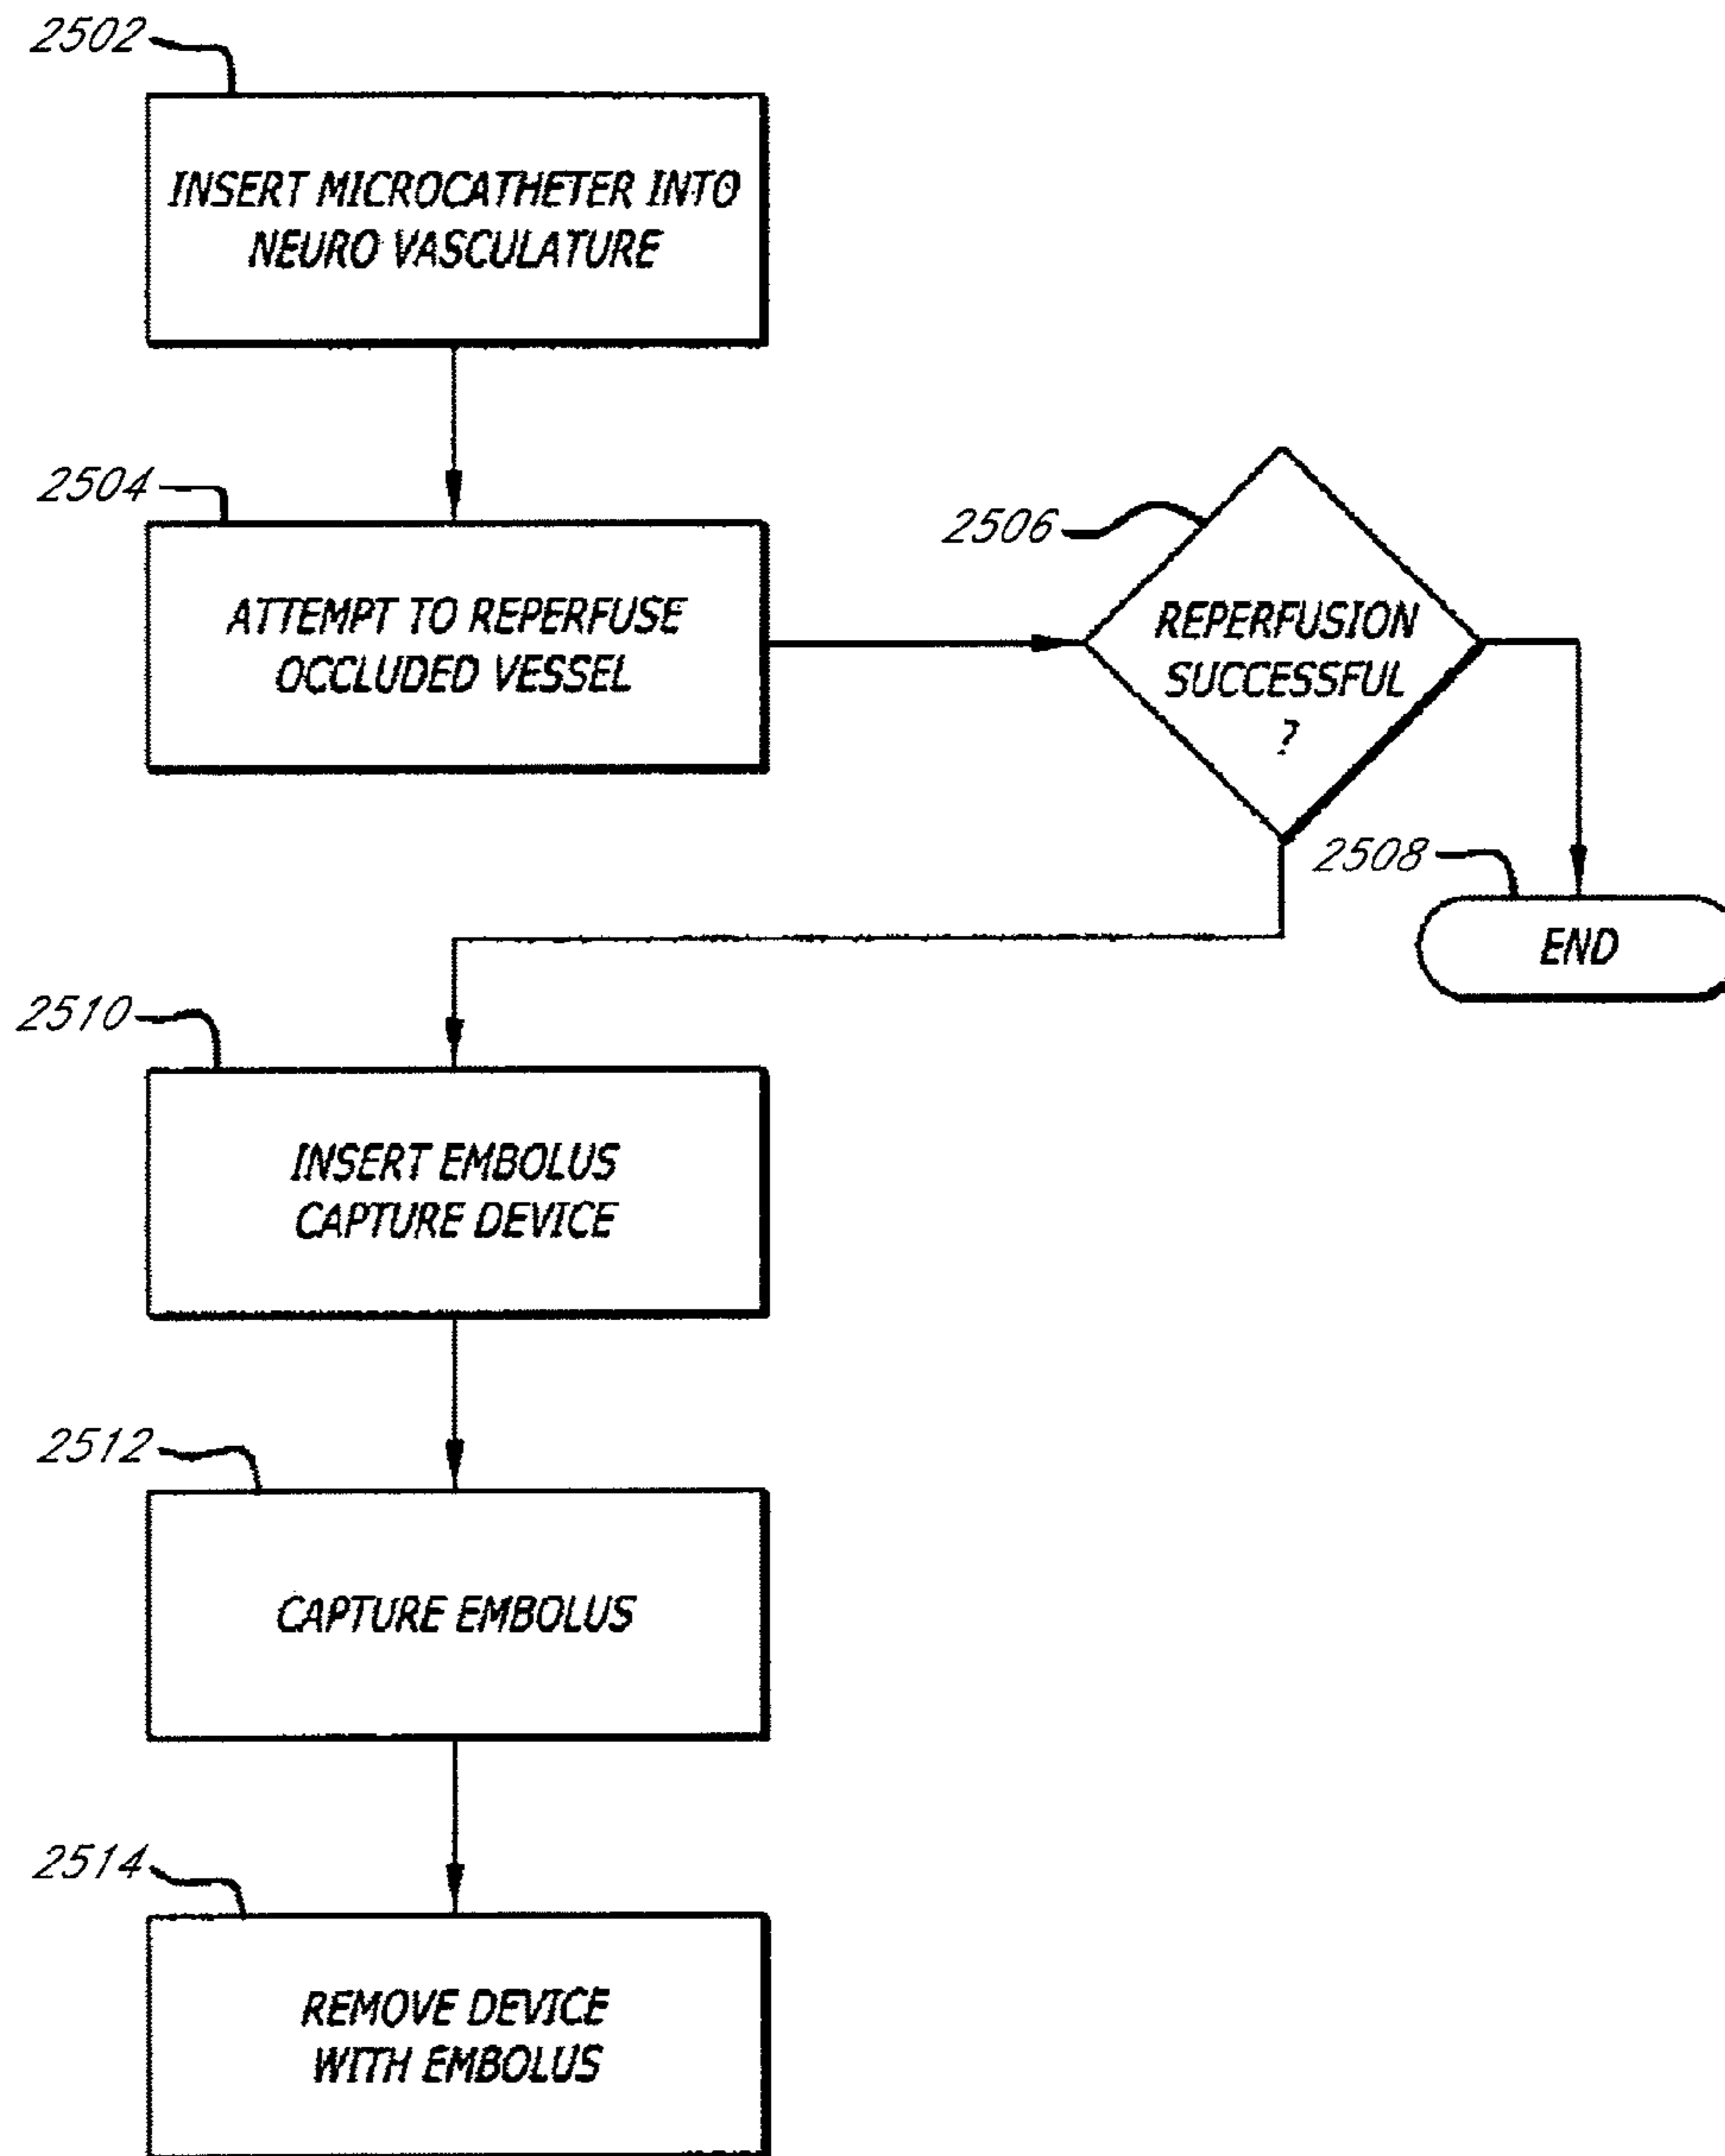 2502
INSERT MICROCATHETER INTO
NEURO VASCULATURE
2504
ATTEMPT TO REPERFUSE
OCCLUDED VESSEL
2506
REPERFUSION
SUCCESSFUL
?
2508
END
2510
INSERT EMBOLUS
CAPTURE DEVICE
2512
CAPTURE EMBOLUS
2514
REMOVE DEVICE
WITH EMBOLUS